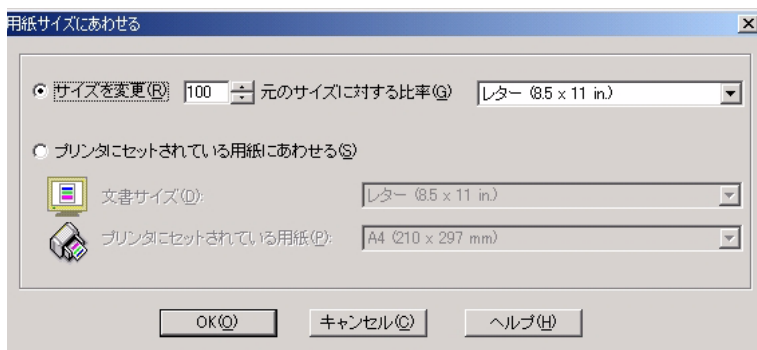 用紙サイズにあわせる
サイズを変更(R) 100 元のサイズに対する比率(G) レター (8.5 x 11 in.)
プリンタにセットされている用紙にあわせる(S)
文書サイズ(D): レター (8.5 x 11 in.)
プリンタにセットされている用紙(P): A4 (210 x 297 mm)
OK(O) キャンセル(C) ヘルプ(H)